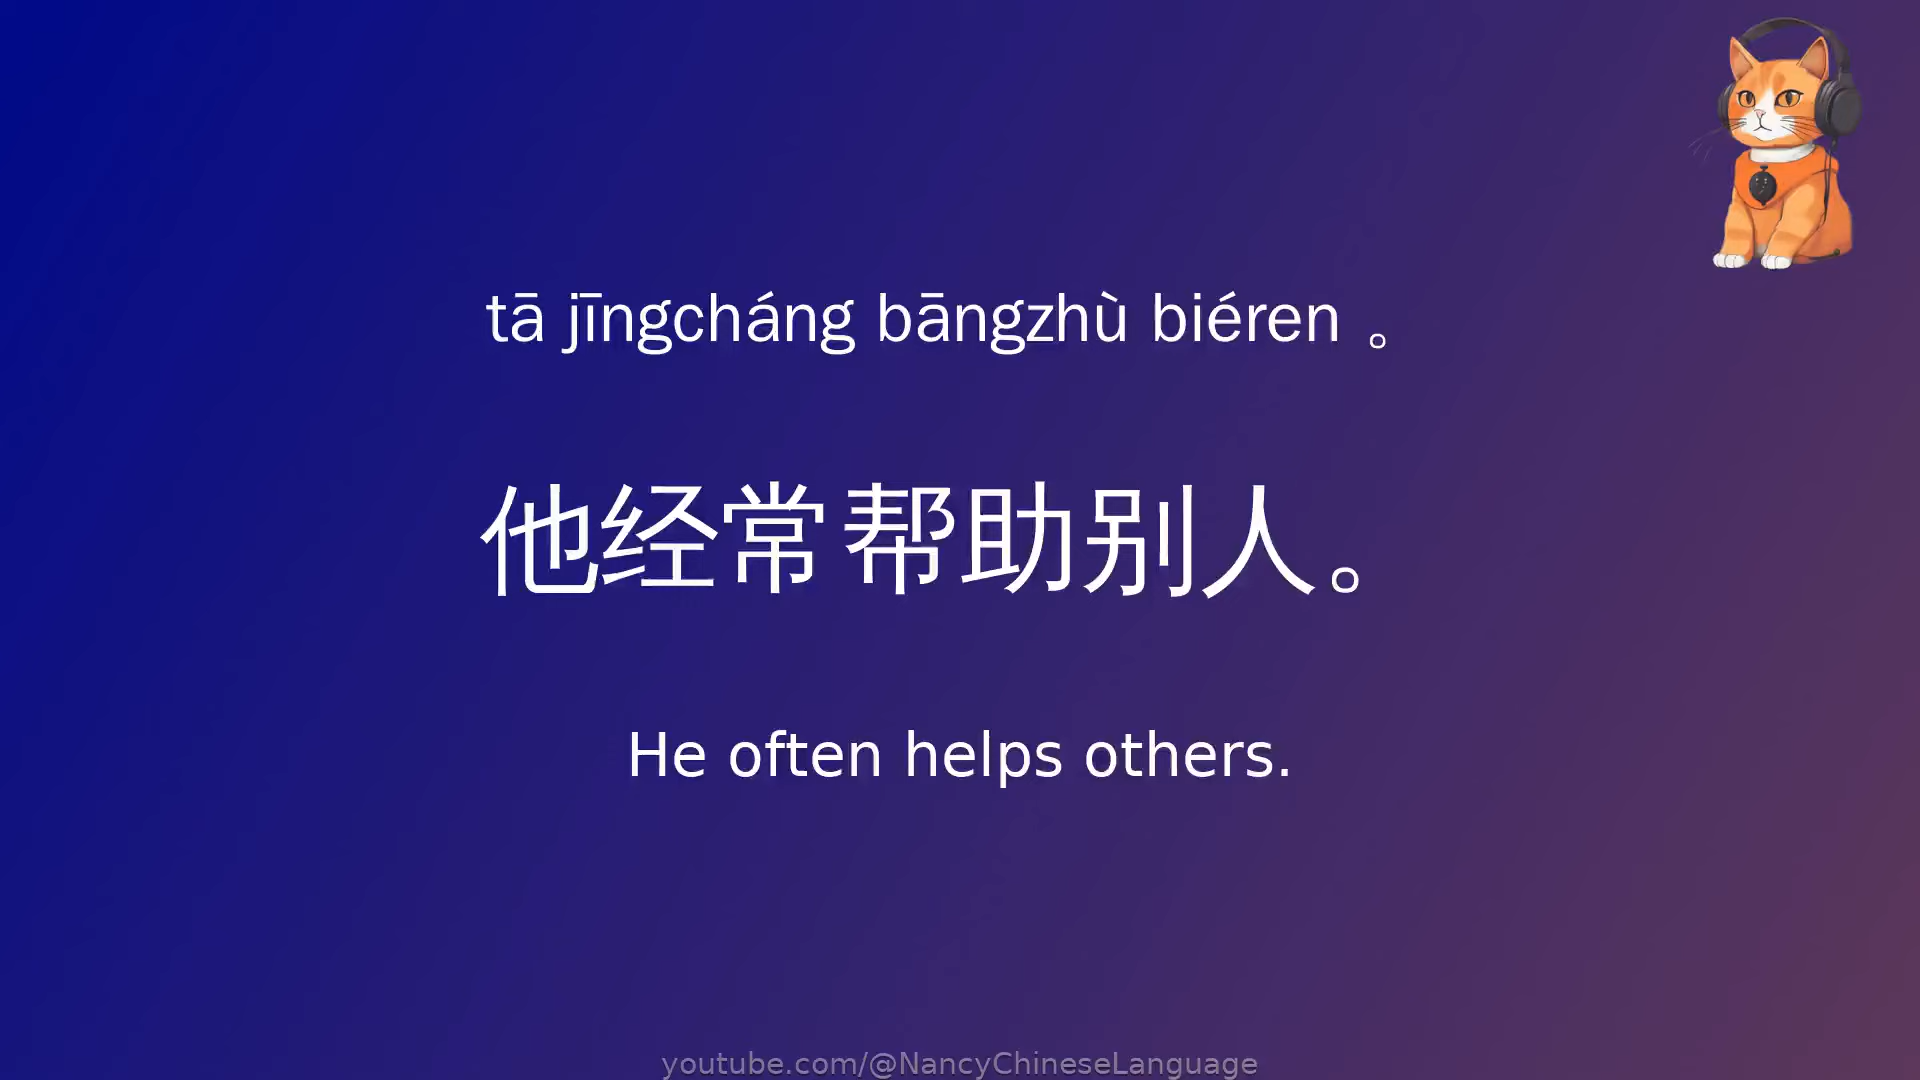 tā jīngcháng bāngzhù biéren 。
他经常帮助别人。
He often helps others.
youtube.com/@NancyChineseLanguage